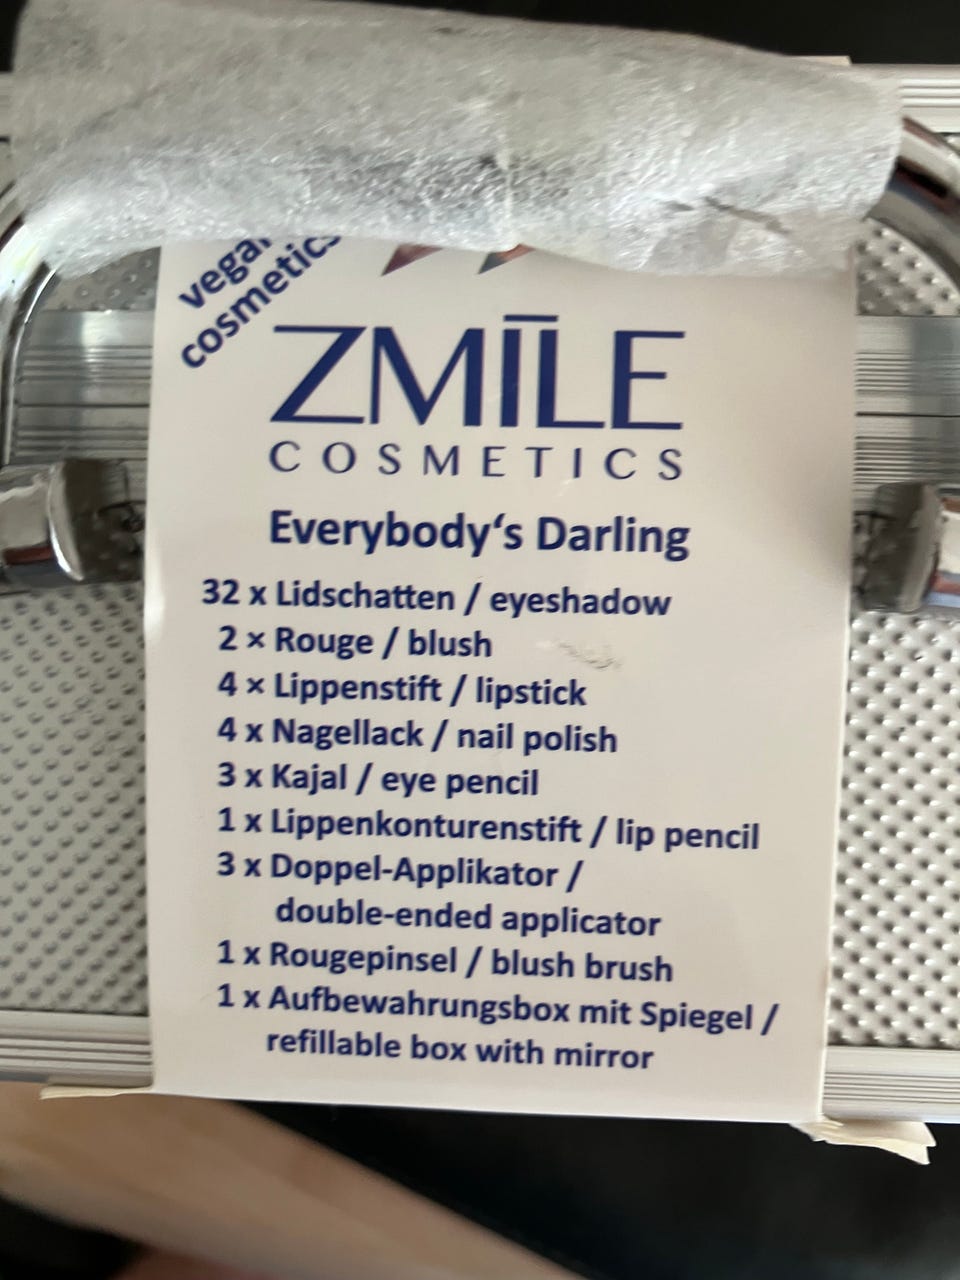 vegan
cosmetics
ZMĪLE
COSMETICS
Everybody‘s Darling
32 x Lidschatten / eyeshadow
2 × Rouge / blush
4 × Lippenstift / lipstick
4 x Nagellack / nail polish
3 x Kajal / eye pencil
1 x Lippenkonturenstift / lip pencil
3 x Doppel-Applikator /
double-ended applicator
1 x Rougepinsel / blush brush
1 x Aufbewahrungsbox mit Spiegel /
refillable box with mirror